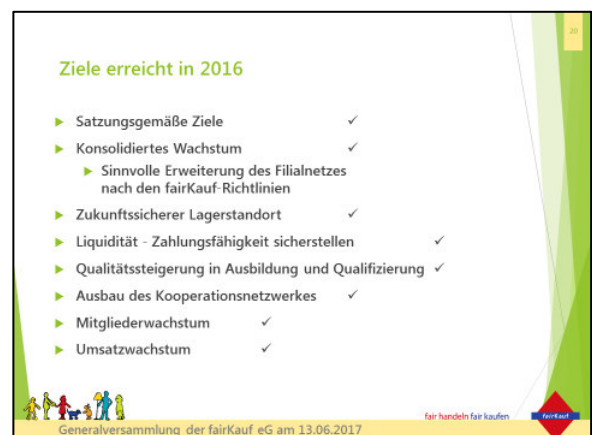 20
Ziele erreicht in 2016
▶ Satzungsgemäße Ziele ✓
▶ Konsolidiertes Wachstum ✓
▶ Sinnvolle Erweiterung des Filialnetzes
nach den fairKauf-Richtlinien
▶ Zukunftssicherer Lagerstandort ✓
▶ Liquidität - Zahlungsfähigkeit sicherstellen ✓
▶ Qualitätssteigerung in Ausbildung und Qualifizierung ✓
▶ Ausbau des Kooperationsnetzwerkes ✓
▶ Mitgliederwachstum ✓
▶ Umsatzwachstum ✓
fair handeln fair kaufen
fairKauf
Generalversammlung der fairKauf eG am 13.06.2017